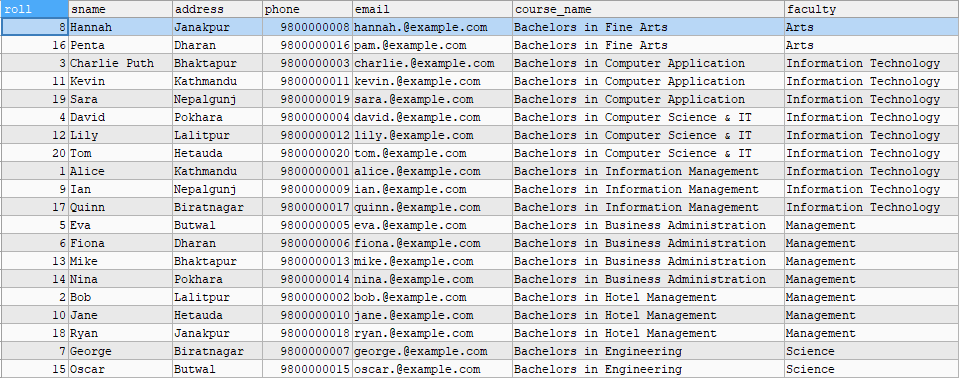 roll sname address phone email course_name faculty
8 Hannah Janakpur 9800000008 hannah.@example.com Bachelors in Fine Arts Arts
16 Penta Dharan 9800000016 pam.@example.com Bachelors in Fine Arts Arts
3 Charlie Puth Bhaktapur 9800000003 charlie.@example.com Bachelors in Computer Application Information Technology
11 Kevin Kathmandu 9800000011 kevin.@example.com Bachelors in Computer Application Information Technology
19 Sara Nepalgunj 9800000019 sara.@example.com Bachelors in Computer Application Information Technology
4 David Pokhara 9800000004 david.@example.com Bachelors in Computer Science & IT Information Technology
12 Lily Lalitpur 9800000012 lily.@example.com Bachelors in Computer Science & IT Information Technology
20 Tom Hetauda 9800000020 tom.@example.com Bachelors in Computer Science & IT Information Technology
1 Alice Kathmandu 9800000001 alice.@example.com Bachelors in Information Management Information Technology
9 Ian Nepalgunj 9800000009 ian.@example.com Bachelors in Information Management Information Technology
17 Quinn Biratnagar 9800000017 quinn.@example.com Bachelors in Information Management Information Technology
5 Eva Butwal 9800000005 eva.@example.com Bachelors in Business Administration Management
6 Fiona Dharan 9800000006 fiona.@example.com Bachelors in Business Administration Management
13 Mike Bhaktapur 9800000013 mike.@example.com Bachelors in Business Administration Management
14 Nina Pokhara 9800000014 nina.@example.com Bachelors in Business Administration Management
2 Bob Lalitpur 9800000002 bob.@example.com Bachelors in Hotel Management Management
10 Jane Hetauda 9800000010 jane.@example.com Bachelors in Hotel Management Management
18 Ryan Janakpur 9800000018 ryan.@example.com Bachelors in Hotel Management Management
7 George Biratnagar 9800000007 george.@example.com Bachelors in Engineering Science
15 Oscar Butwal 9800000015 oscar.@example.com Bachelors in Engineering Science